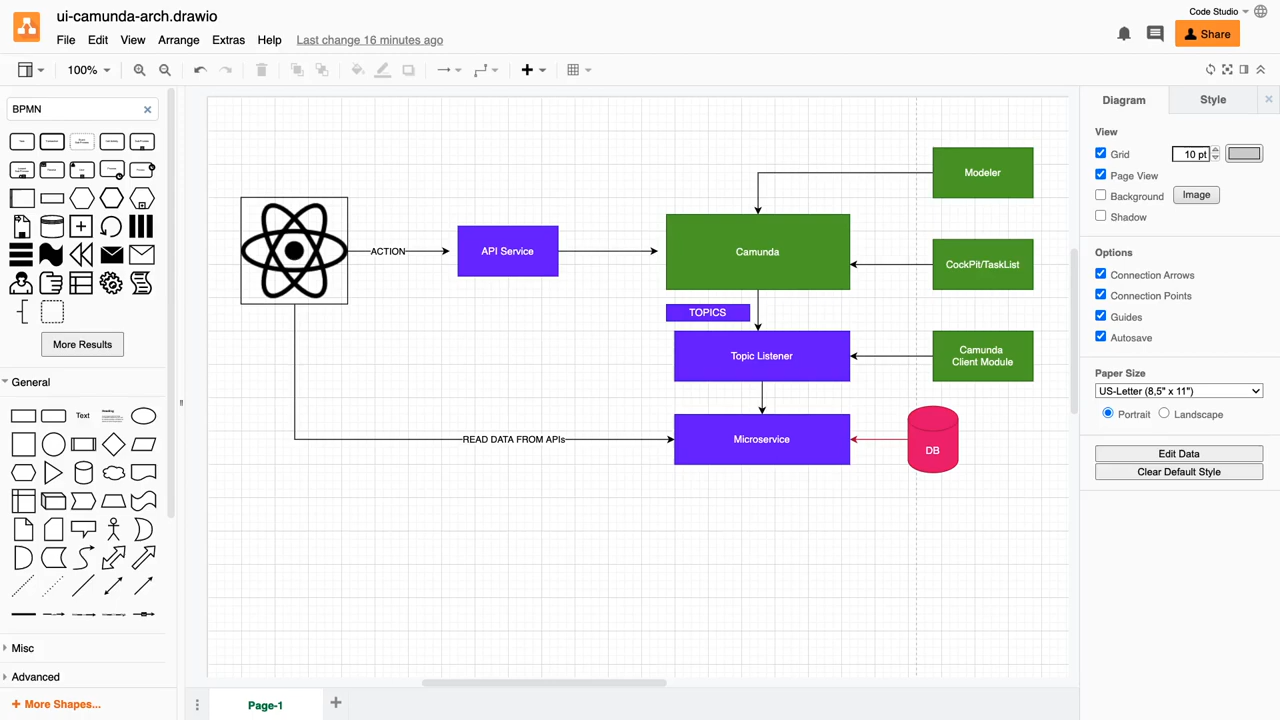 ui-camunda-arch.drawio
Code Studio
File Edit View Arrange Extras Help Last change 16 minutes ago
Share
100%
BPMN
More Results
General
Text
Heading
Misc
Advanced
+ More Shapes...
ACTION
API Service
Modeler
Camunda
CockPit/TaskList
TOPICS
Topic Listener
Camunda
Client Module
READ DATA FROM APIs
Microservice
DB
Page-1
Diagram
Style
View
Grid
10 pt
Page View
Background
Image
Shadow
Options
Connection Arrows
Connection Points
Guides
Autosave
Paper Size
US-Letter (8,5" x 11")
Portrait
Landscape
Edit Data
Clear Default Style